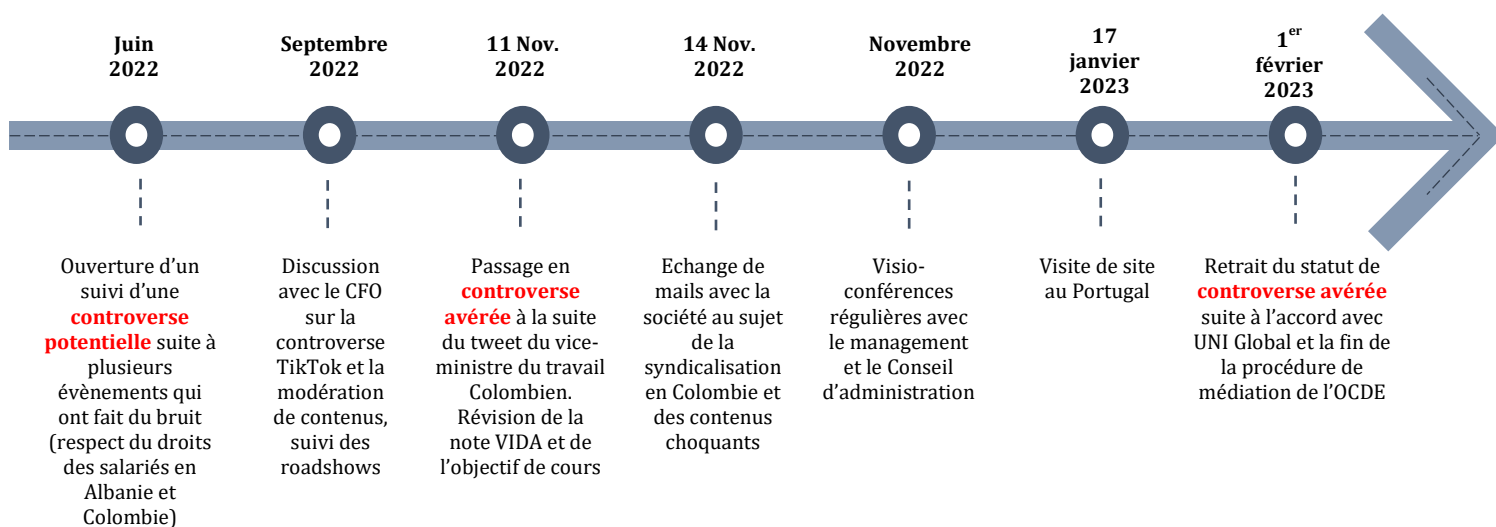 Juin
2022
Ouverture d’un
suivi d’une
controverse
potentielle suite à
plusieurs
évènements qui
ont fait du bruit
(respect du droits
des salariés en
Albanie et
Colombie)
Septembre
2022
Discussion
avec le CFO
sur la
controverse
TikTok et la
modération
de contenus,
suivi des
roadshows
11 Nov.
2022
Passage en
controverse
avérée à la suite
du tweet du vice-
ministre du travail
Colombien.
Révision de la
note VIDA et de
l’objectif de cours
14 Nov.
2022
Echange de
mails avec la
société au sujet
de la
syndicalisation
en Colombie et
des contenus
choquants
Novembre
2022
Visio-
conférences
régulières avec
le management
et le Conseil
d’administration
17
janvier
2023
Visite de site
au Portugal
1er
février
2023
Retrait du statut de
controverse avérée
suite à l’accord avec
UNI Global et la fin de
la procédure de
médiation de l’OCDE